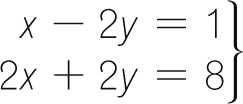 x − 2y = 1
2x + 2y = 8